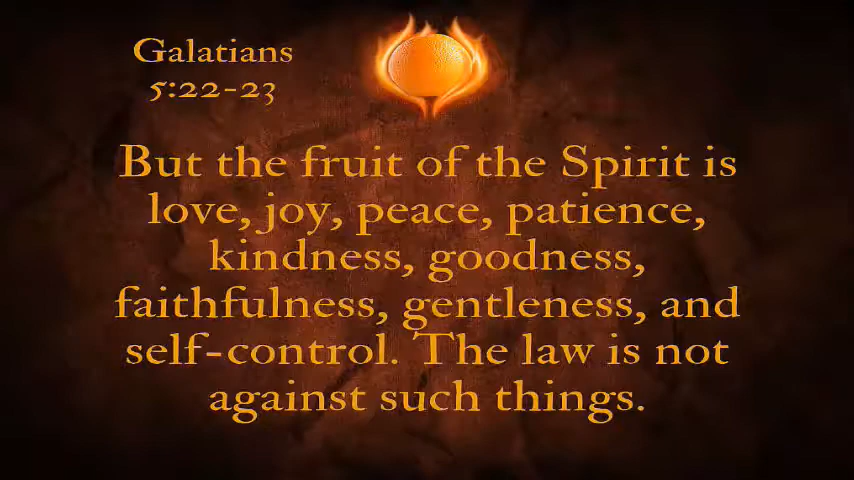 Galatians
5:22-23
But the fruit of the Spirit is
love, joy, peace, patience,
kindness, goodness,
faithfulness, gentleness, and
self-control. The law is not
against such things.